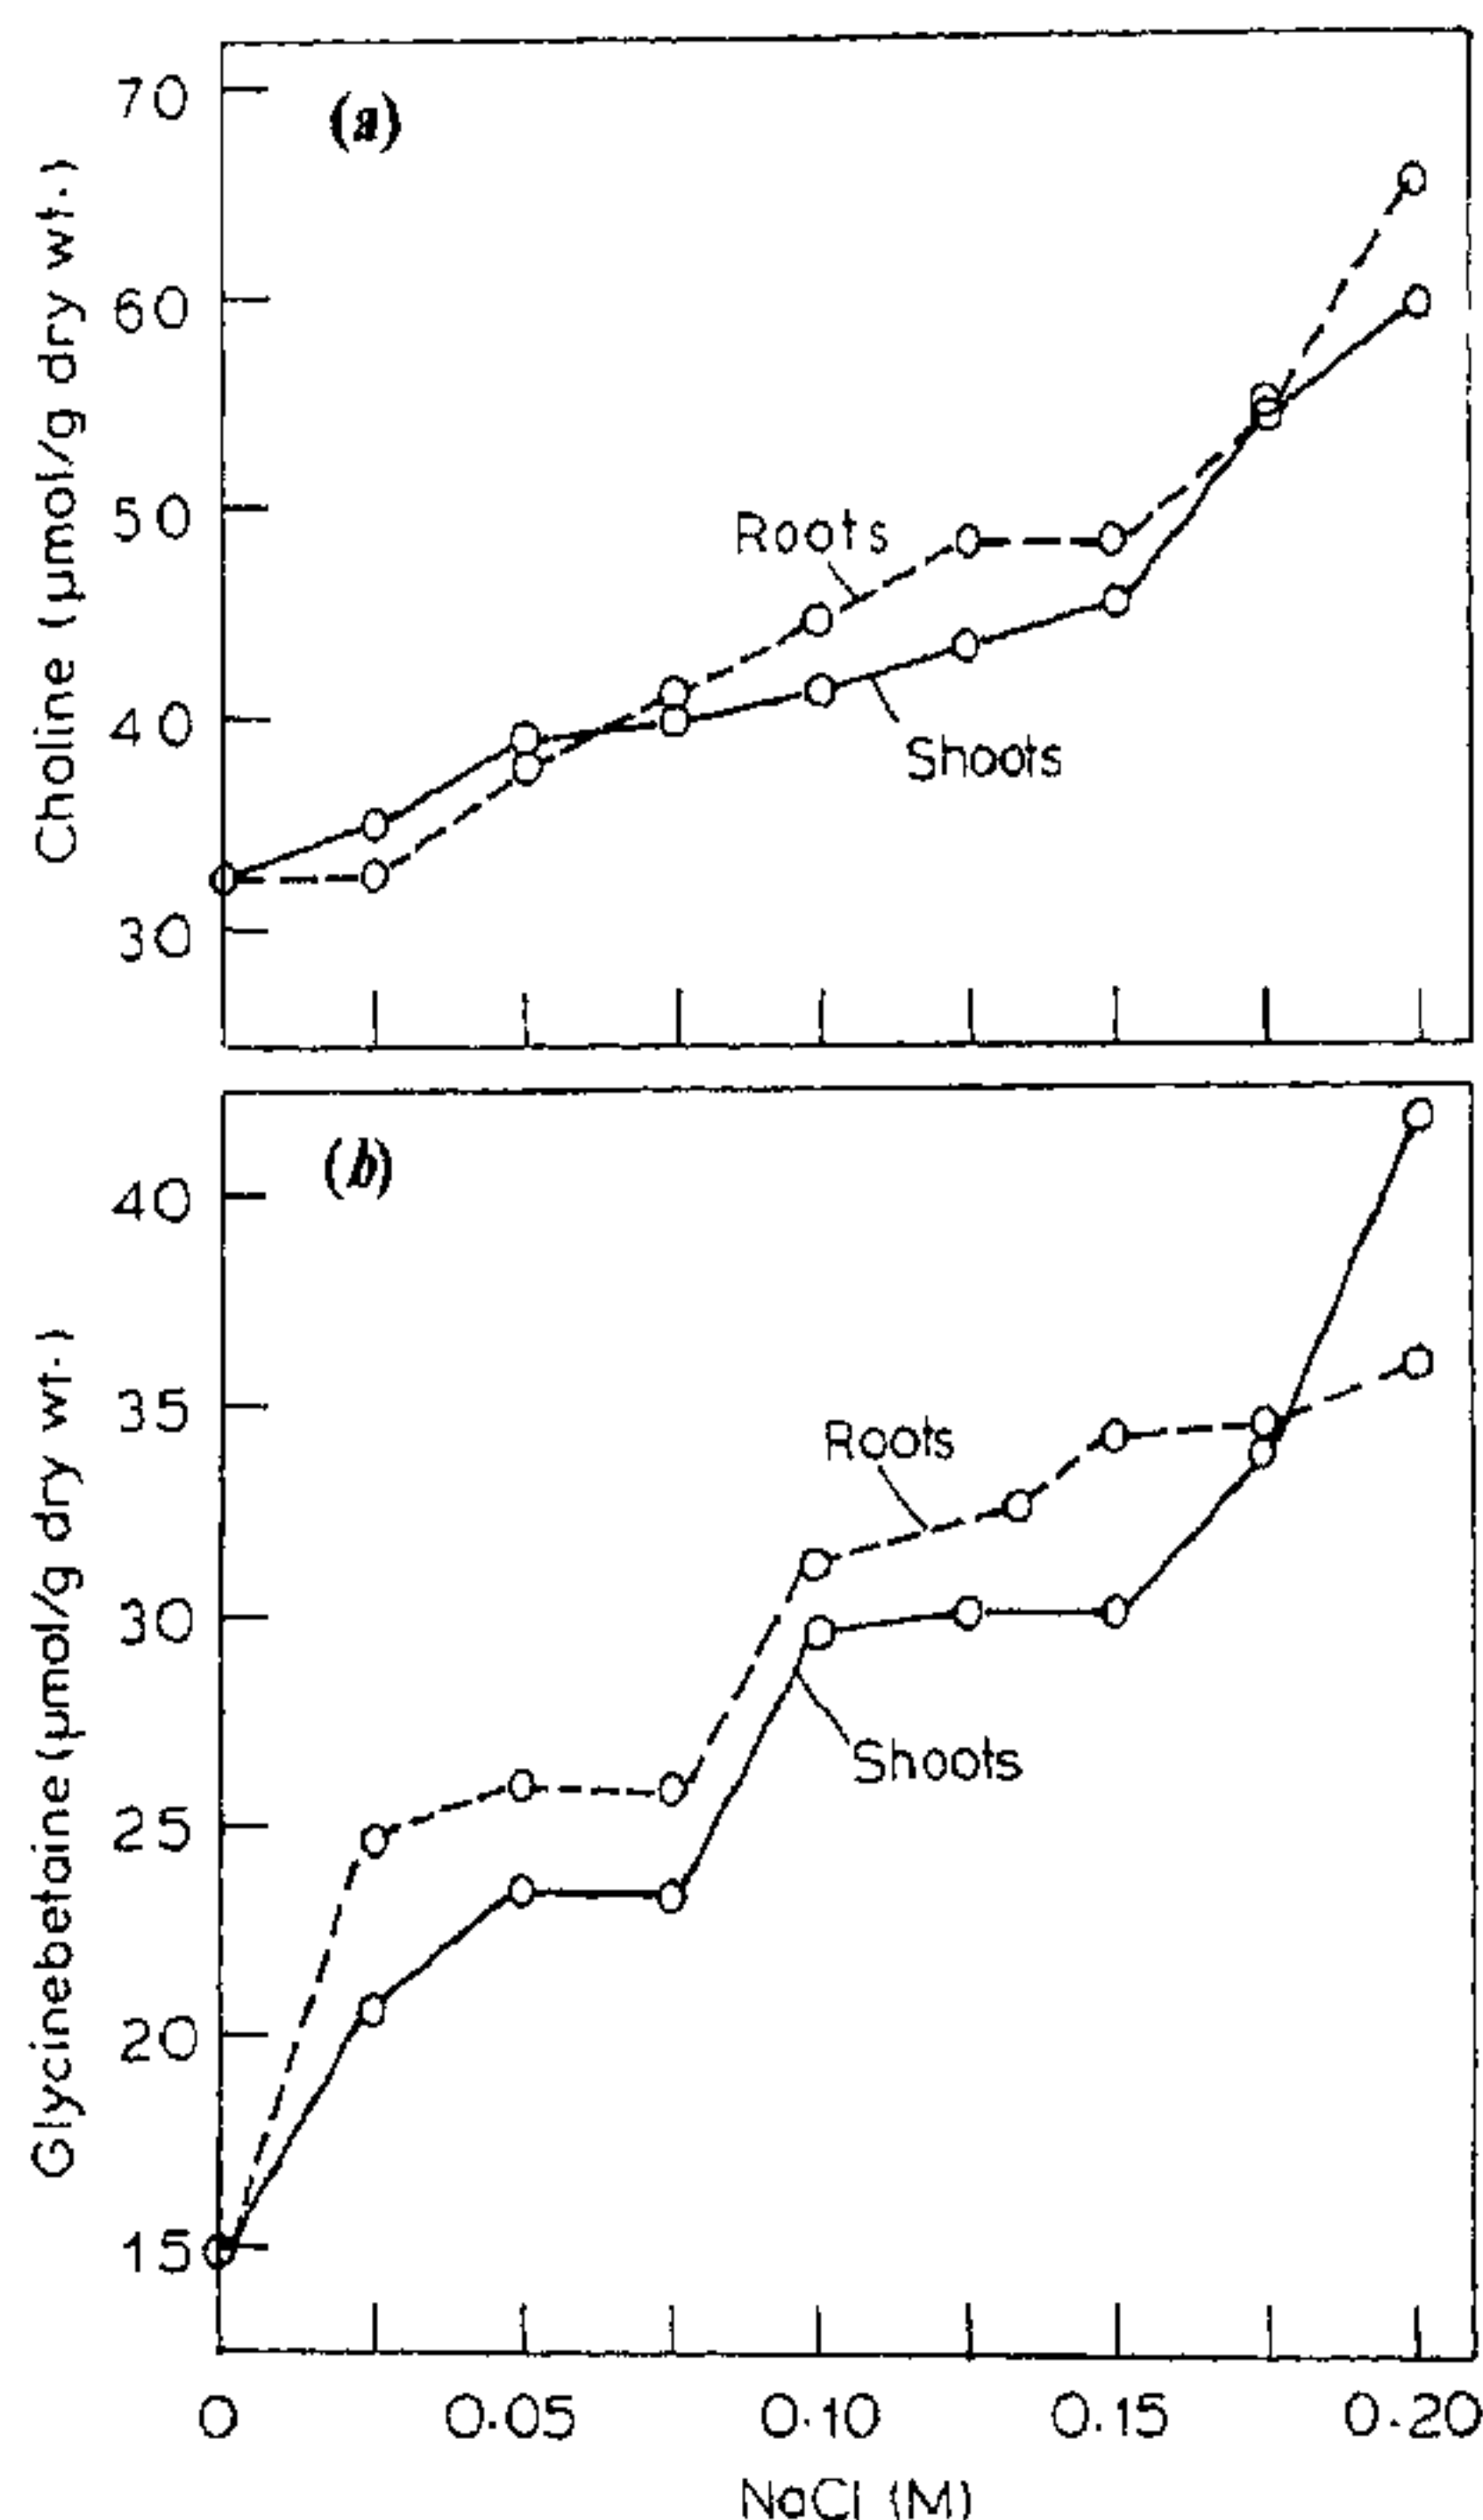 (a)
Choline (µmol/g dry wt.)
70
60
50
40
30
Roots
Shoots
(b)
Glycinebetaine (µmol/g dry wt.)
40
35
30
25
20
15
Roots
Shoots
0 0.05 0.10 0.15 0.20
NaCl (M)